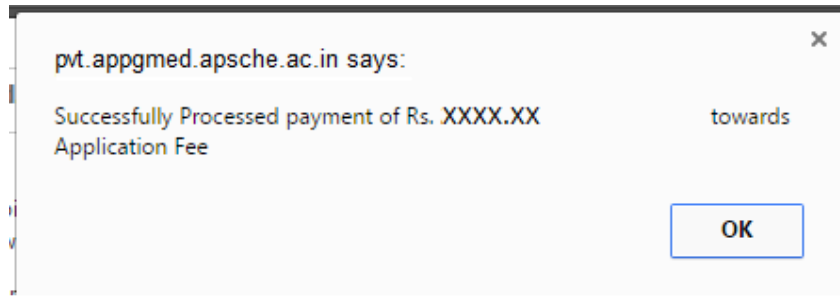 pvt.appgmed.apsche.ac.in says:
Successfully Processed payment of Rs. XXXX.XX towards
Application Fee
OK